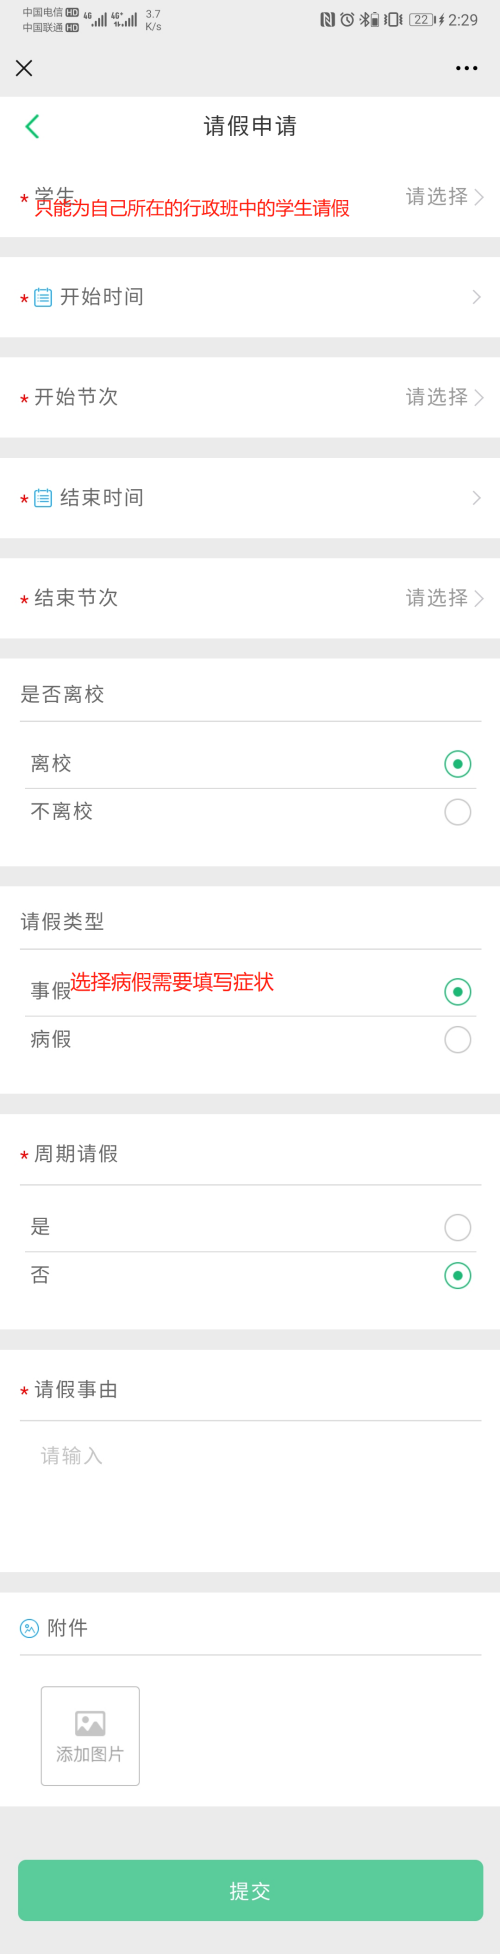 中国电信 HD 4G 4G+ 3.7 22 2:29
中国联通 HD K/s
请假申请
* 学生 请选择
只能为自己所在的行政班中的学生请假
* 开始时间
* 开始节次 请选择
* 结束时间
* 结束节次 请选择
是否离校
离校
不离校
请假类型
事假 选择病假需要填写症状
病假
* 周期请假
是
否
* 请假事由
请输入
附件
添加图片
提交